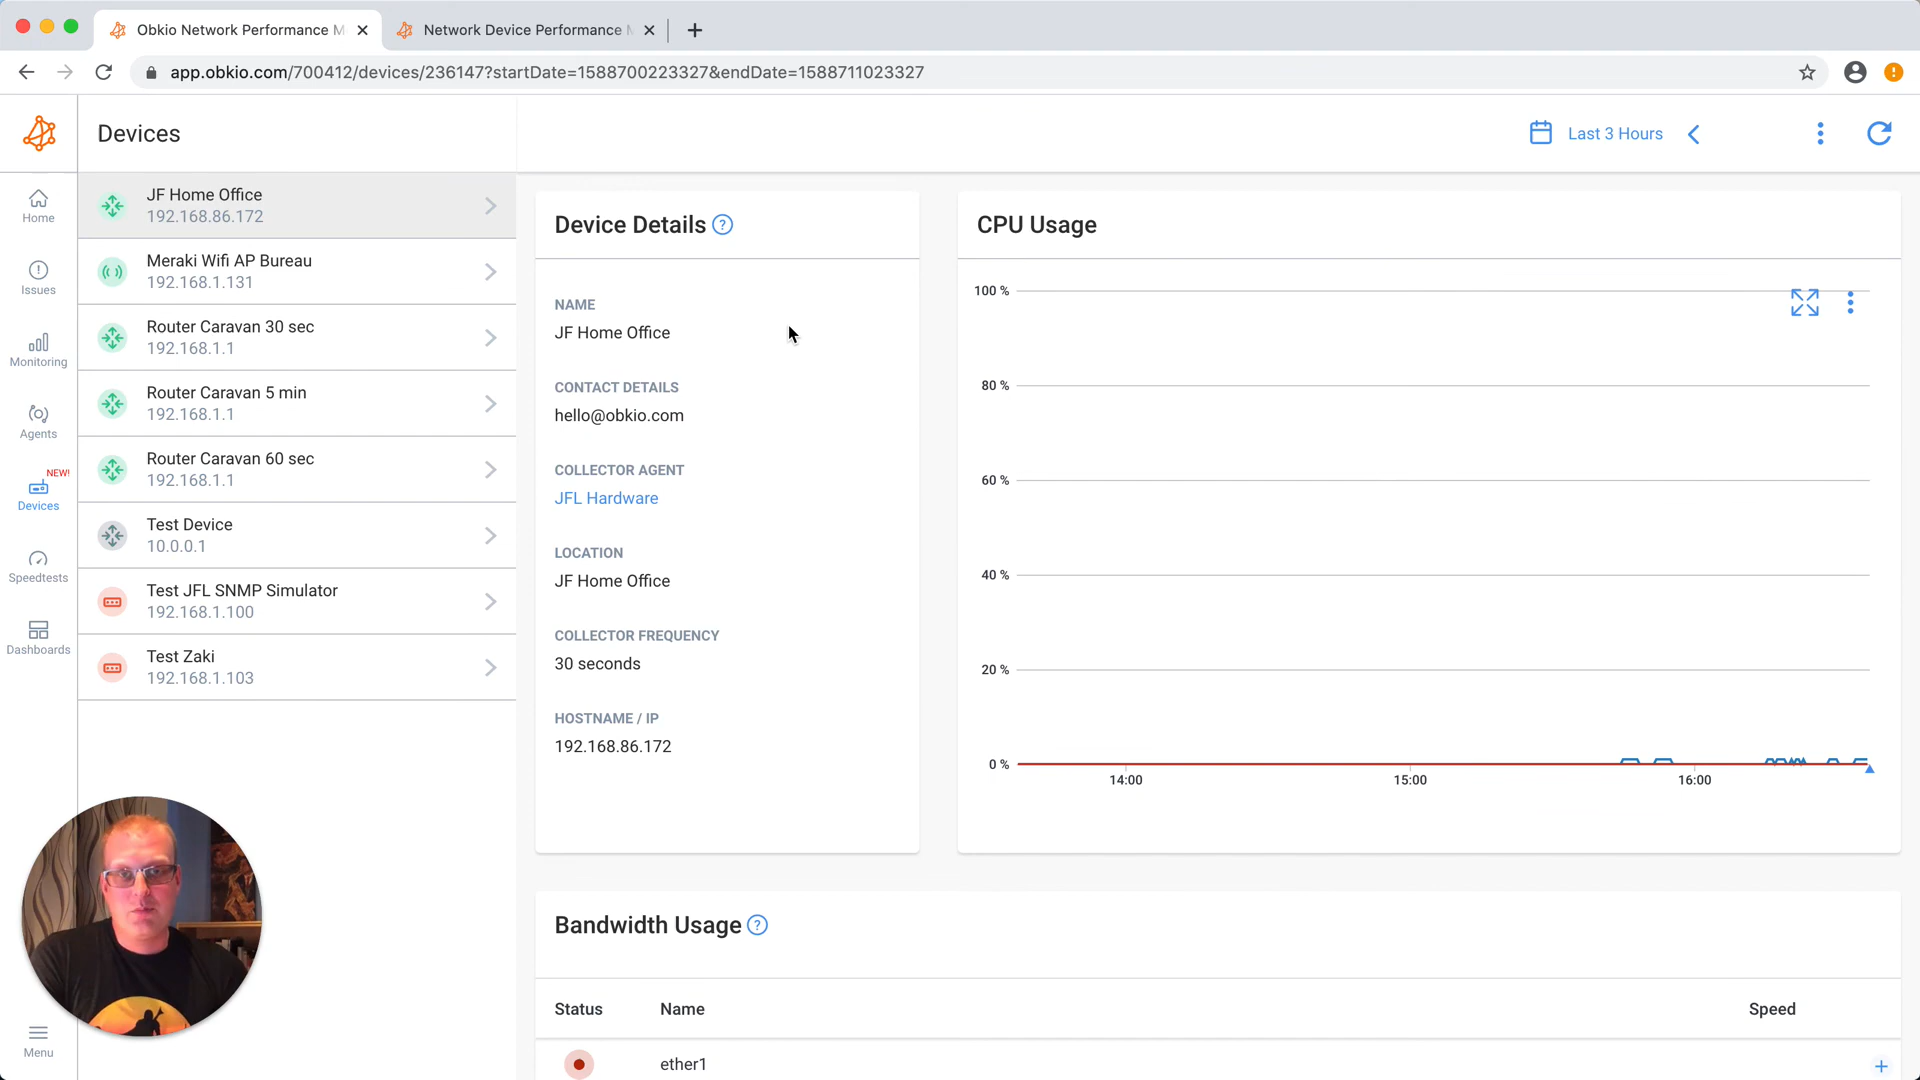 Obkio Network Performance M
Network Device Performance M
app.obkio.com/700412/devices/236147?startDate=1588700223327&endDate=1588711023327
Devices
Last 3 Hours
Home
Issues
Monitoring
Agents
NEW!
Devices
Speedtests
Dashboards
Menu
JF Home Office
192.168.86.172
Meraki Wifi AP Bureau
192.168.1.131
Router Caravan 30 sec
192.168.1.1
Router Caravan 5 min
192.168.1.1
Router Caravan 60 sec
192.168.1.1
Test Device
10.0.0.1
Test JFL SNMP Simulator
192.168.1.100
Test Zaki
192.168.1.103
Device Details
NAME
JF Home Office
CONTACT DETAILS
hello@obkio.com
COLLECTOR AGENT
JFL Hardware
LOCATION
JF Home Office
COLLECTOR FREQUENCY
30 seconds
HOSTNAME / IP
192.168.86.172
CPU Usage
100 %
80 %
60 %
40 %
20 %
0 %
14:00 15:00 16:00
Bandwidth Usage
Status Name Speed
ether1